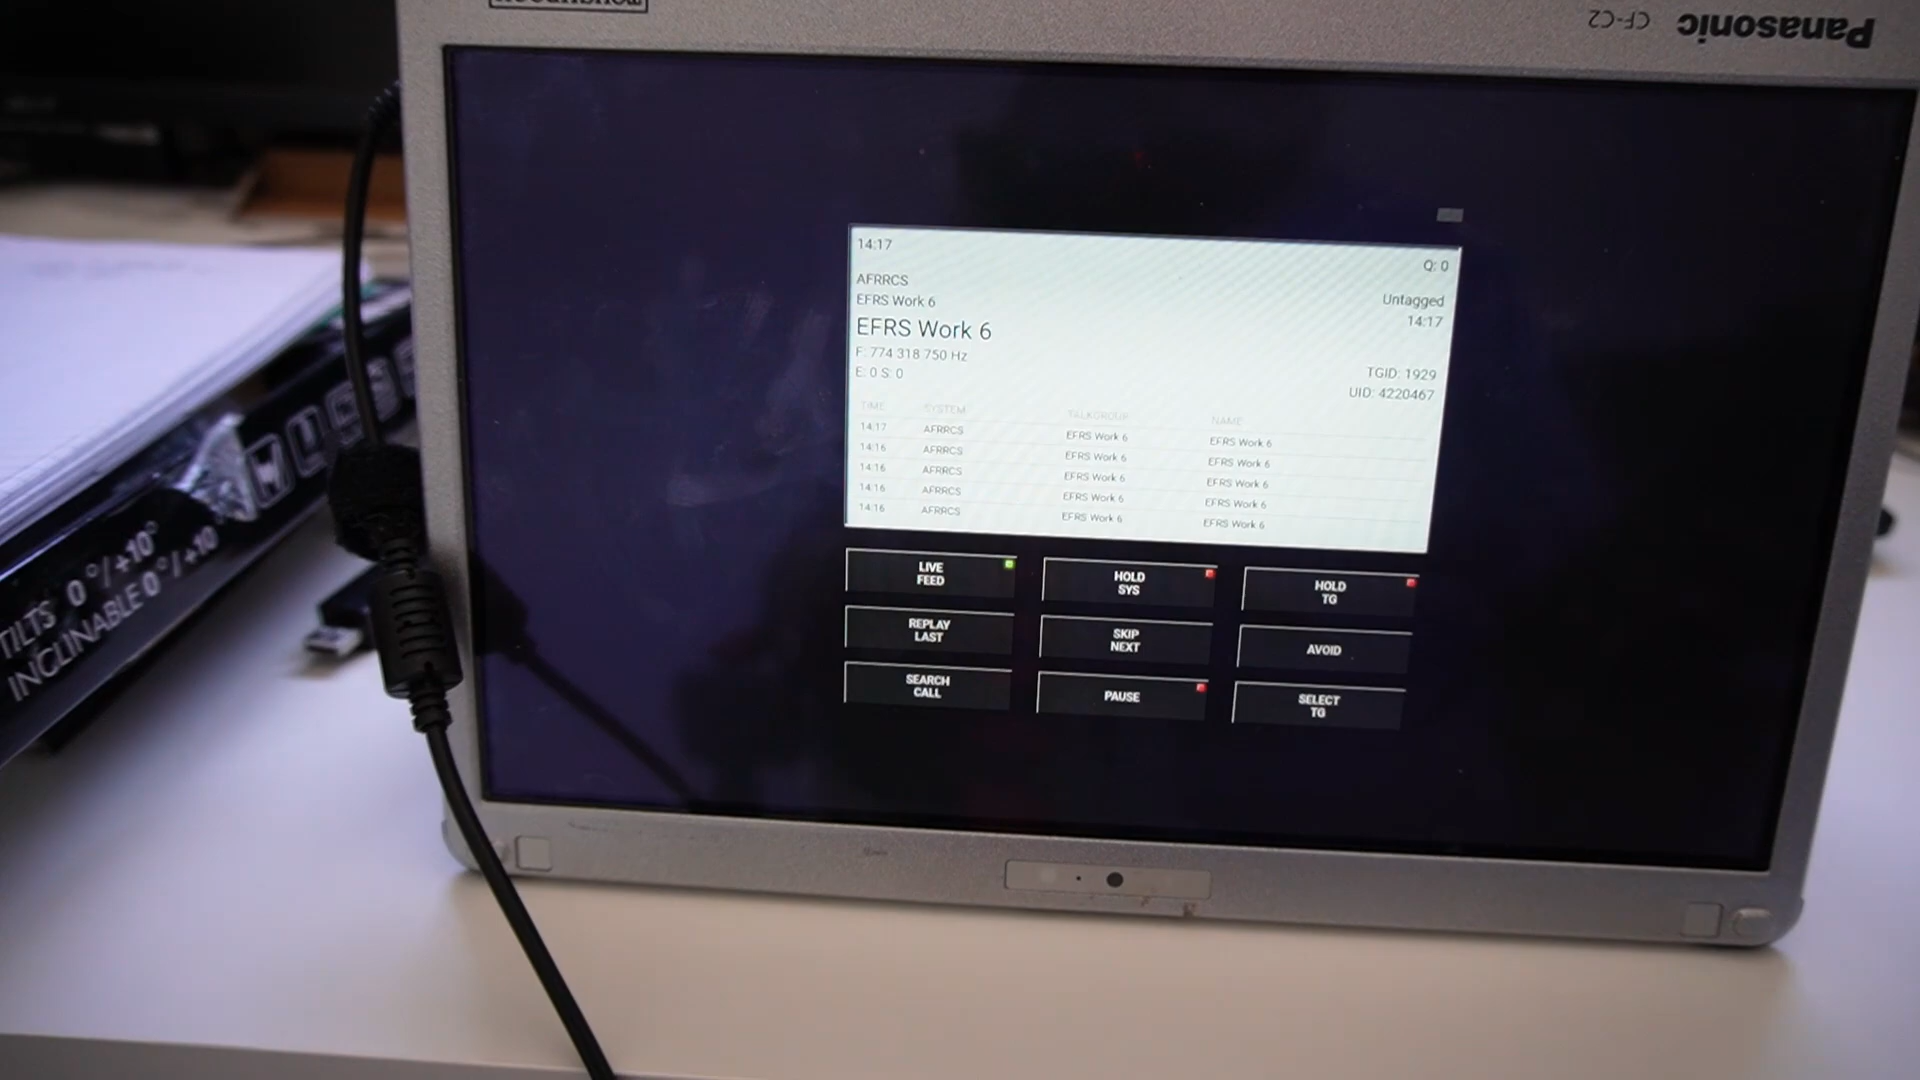 Panasonic CF-C2
14:17
Q: 0
AFRRCS
EFRS Work 6
Untagged
EFRS Work 6
14:17
F: 774 318 750 Hz
E: 0 S: 0
TGID: 1929
UID: 4220467
TIME SYSTEM TALKGROUP NAME
14:17 AFRRCS EFRS Work 6 EFRS Work 6
14:16 AFRRCS EFRS Work 6 EFRS Work 6
14:16 AFRRCS EFRS Work 6 EFRS Work 6
14:16 AFRRCS EFRS Work 6 EFRS Work 6
14:16 AFRRCS EFRS Work 6 EFRS Work 6
LIVE
FEED
HOLD
SYS
HOLD
TG
REPLAY
LAST
SKIP
NEXT
AVOID
SEARCH
CALL
PAUSE
SELECT
TG
TILTS 0°/+10°
INCLINABLE 0°/+10°